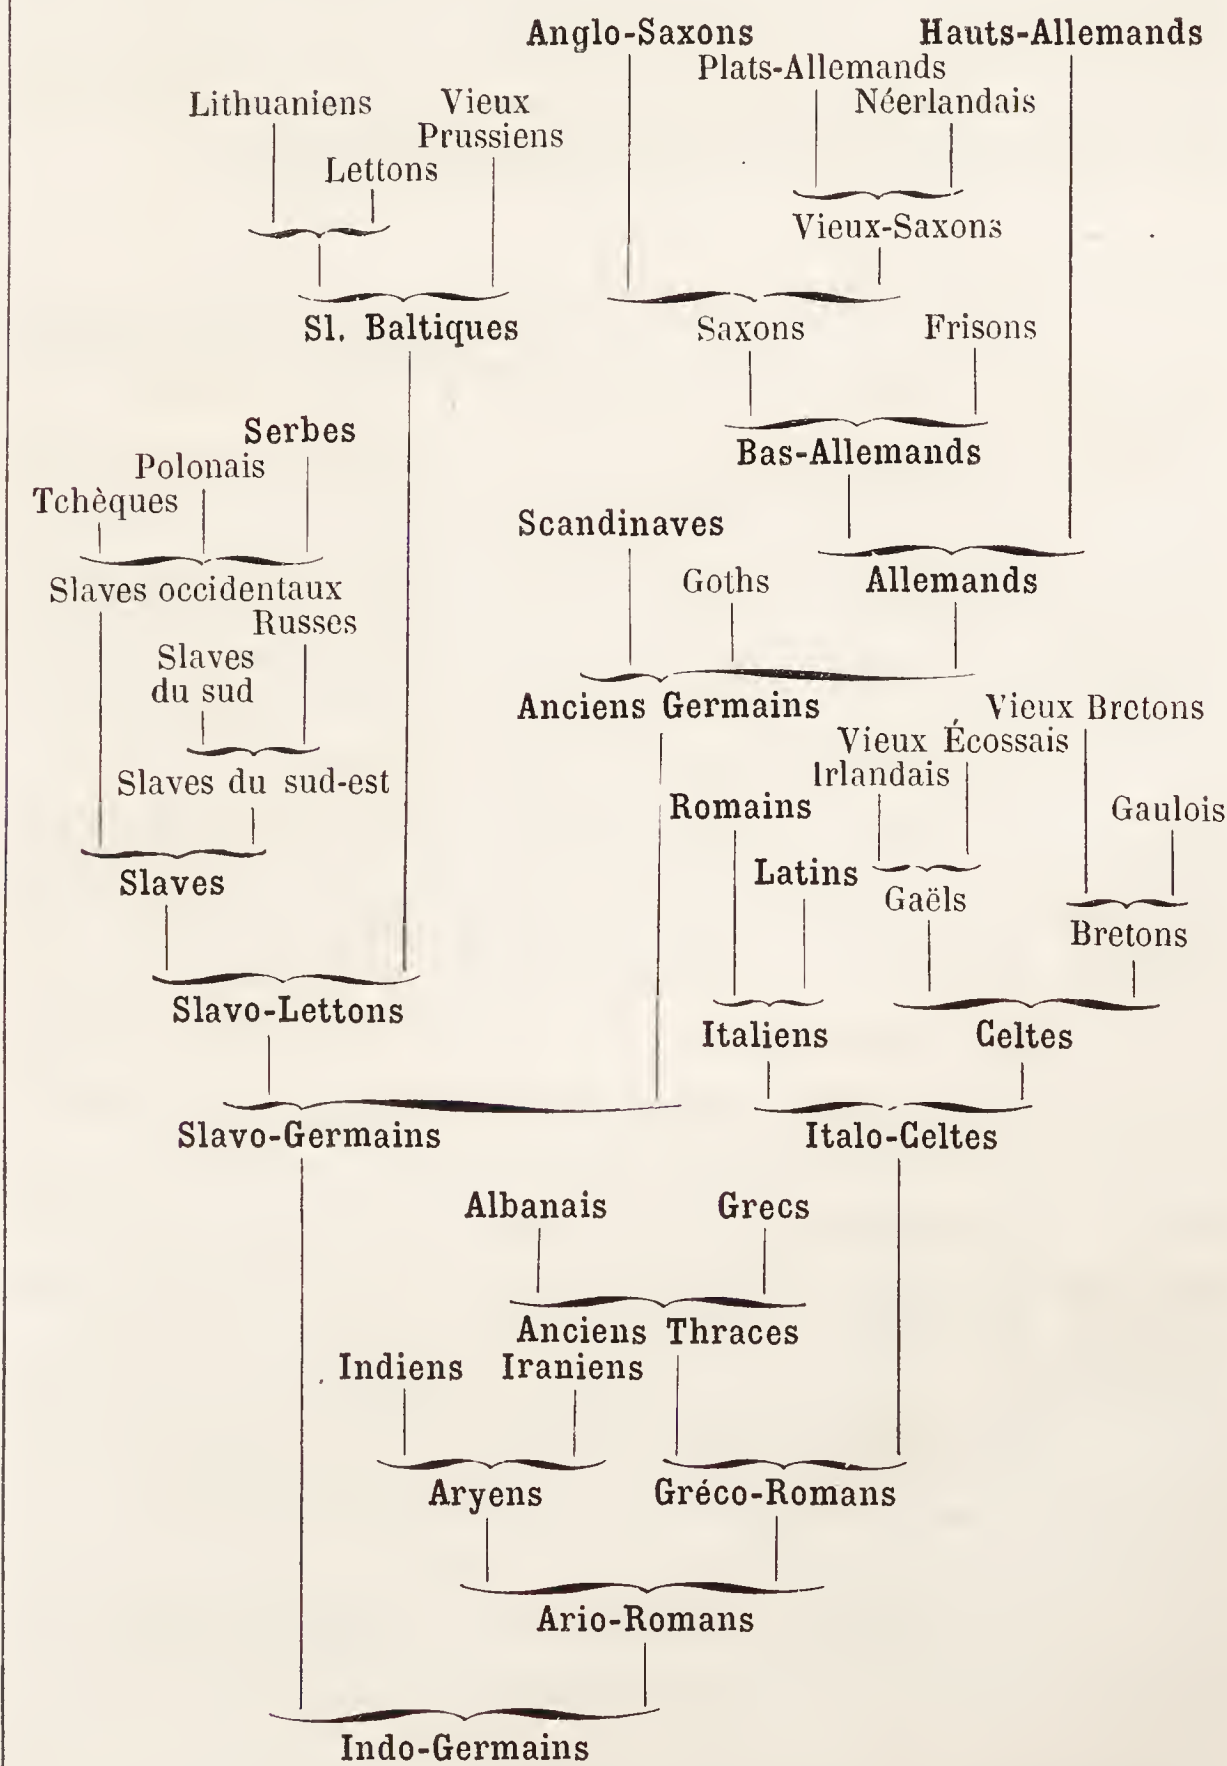 Anglo-Saxons Hauts-Allemands
Plats-Allemands
Lithuaniens Vieux Prussiens Néerlandais
Lettons
Vieux-Saxons
Sl. Baltiques Saxons Frisons
Serbes
Bas-Allemands
Polonais
Tchèques
Scandinaves
Slaves occidentaux Goths Allemands
Russes
Slaves du sud
Anciens Germains Vieux Bretons
Vieux Écossais
Slaves du sud-est Irlandais
Romains Gaulois
Slaves Latins
Gaëls
Bretons
Slavo-Lettons
Italiens Celtes
Slavo-Germains Italo-Celtes
Albanais Grecs
Anciens Thraces
Indiens Iraniens
Aryens Gréco-Romans
Ario-Romans
Indo-Germains